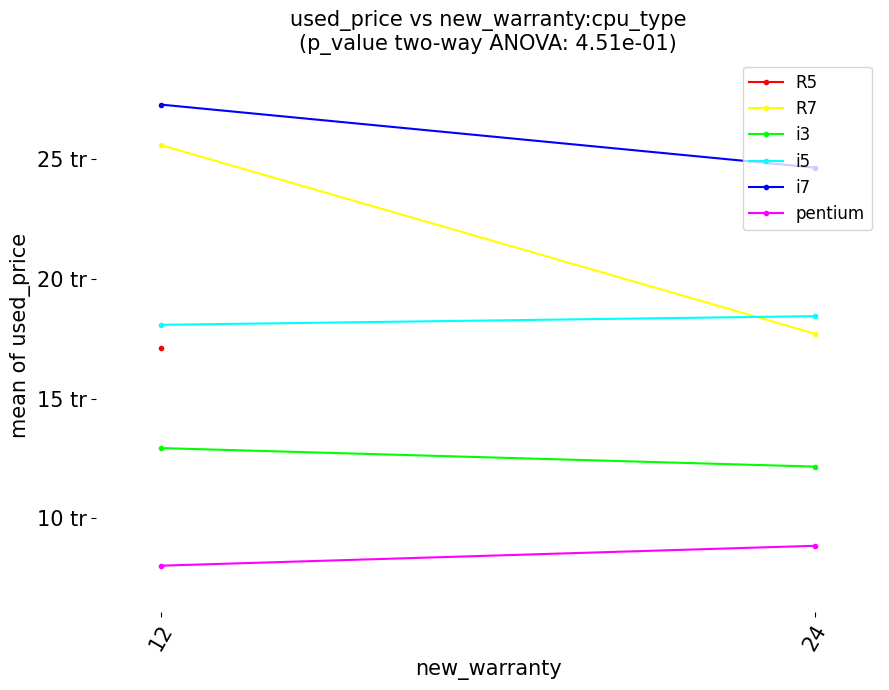 used_price vs new_warranty:cpu_type
(p_value two-way ANOVA: 4.51e-01)
R5
R7
i3
i5
i7
pentium
25 tr
20 tr
15 tr
10 tr
mean of used_price
12
24
new_warranty